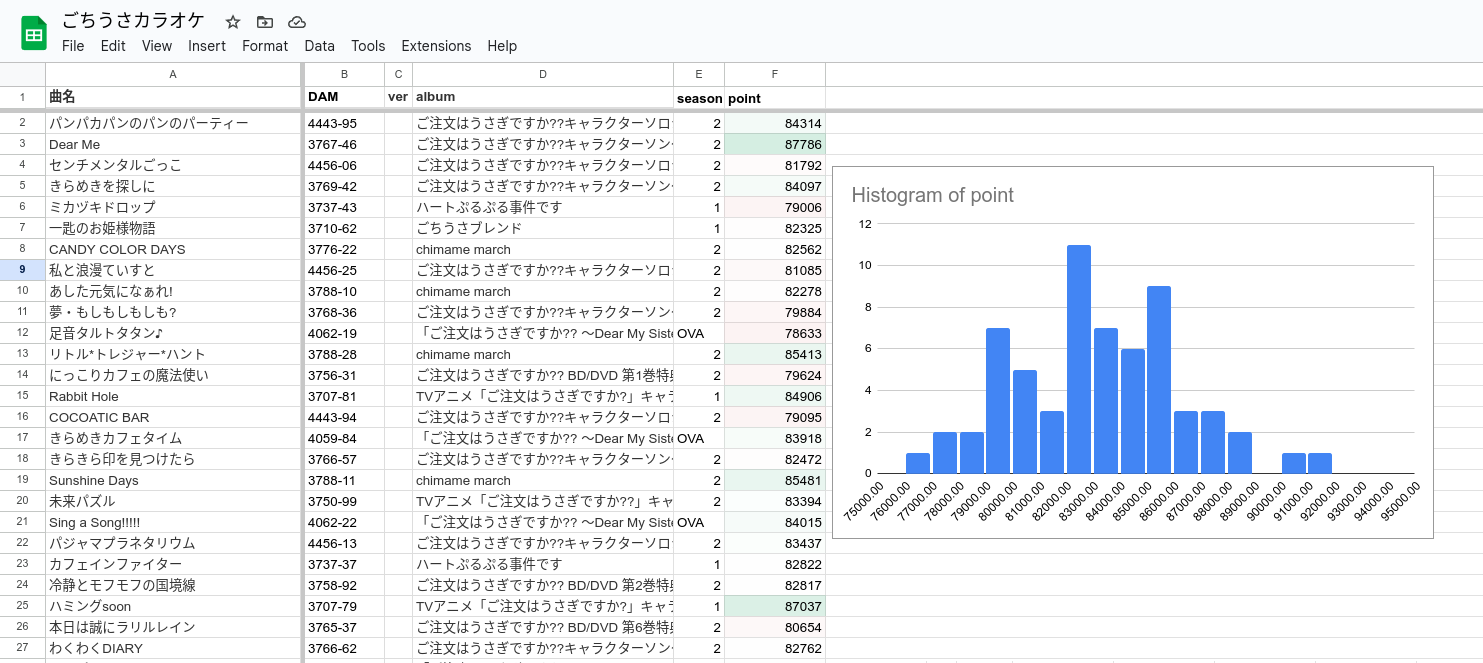 ごちうさカラオケ
File Edit View Insert Format Data Tools Extensions Help
A B C D E F
1 曲名 DAM ver album season point
2 パンパカパンのパンのパーティー 4443-95 ご注文はうさぎですか??キャラクターソロ 2 84314
3 Dear Me 3767-46 ご注文はうさぎですか??キャラクターソン 2 87786
4 センチメンタルごっこ 4456-06 ご注文はうさぎですか??キャラクターソロ 2 81792
5 きらめきを探しに 3769-42 ご注文はうさぎですか??キャラクターソン 2 84097
6 ミカヅキドロップ 3737-43 ハートぷるぷる事件です 1 79006
7 一匙のお姫様物語 3710-62 ごちうさブレンド 1 82325
8 CANDY COLOR DAYS 3776-22 chimame march 2 82562
9 私と浪漫ていすと 4456-25 ご注文はうさぎですか??キャラクターソロ 2 81085
10 あした元気になぁれ! 3788-10 chimame march 2 82278
11 夢・もしもしもしも? 3768-36 ご注文はうさぎですか??キャラクターソン 2 79884
12 足音タルトタタン♪ 4062-19 「ご注文はうさぎですか?? 〜Dear My Siste OVA 78633
13 リトル*トレジャー*ハント 3788-28 chimame march 2 85413
14 にっこりカフェの魔法使い 3756-31 ご注文はうさぎですか?? BD/DVD 第1巻特典 2 79624
15 Rabbit Hole 3707-81 TVアニメ「ご注文はうさぎですか?」キャラ 1 84906
16 COCOATIC BAR 4443-94 ご注文はうさぎですか??キャラクターソロ 2 79095
17 きらめきカフェタイム 4059-84 「ご注文はうさぎですか?? 〜Dear My Siste OVA 83918
18 きらきら印を見つけたら 3766-57 ご注文はうさぎですか??キャラクターソン 2 82472
19 Sunshine Days 3788-11 chimame march 2 85481
20 未来パズル 3750-99 TVアニメ「ご注文はうさぎですか??」キャ 2 83394
21 Sing a Song!!!!! 4062-22 「ご注文はうさぎですか?? 〜Dear My Siste OVA 84015
22 パジャマプラネタリウム 4456-13 ご注文はうさぎですか??キャラクターソロ 2 83437
23 カフェインファイター 3737-37 ハートぷるぷる事件です 1 82822
24 冷静とモフモフの国境線 3758-92 ご注文はうさぎですか?? BD/DVD 第2巻特典 2 82817
25 ハミングsoon 3707-79 TVアニメ「ご注文はうさぎですか?」キャラ 1 87037
26 本日は誠にラリルレイン 3765-37 ご注文はうさぎですか?? BD/DVD 第6巻特典 2 80654
27 わくわくDIARY 3766-62 ご注文はうさぎですか??キャラクターソン 2 82762
Histogram of point
12
10
8
6
4
2
0
75000.00 76000.00 77000.00 78000.00 79000.00 80000.00 81000.00 82000.00 83000.00 84000.00 85000.00 86000.00 87000.00 88000.00 89000.00 90000.00 91000.00 92000.00 93000.00 94000.00 95000.00